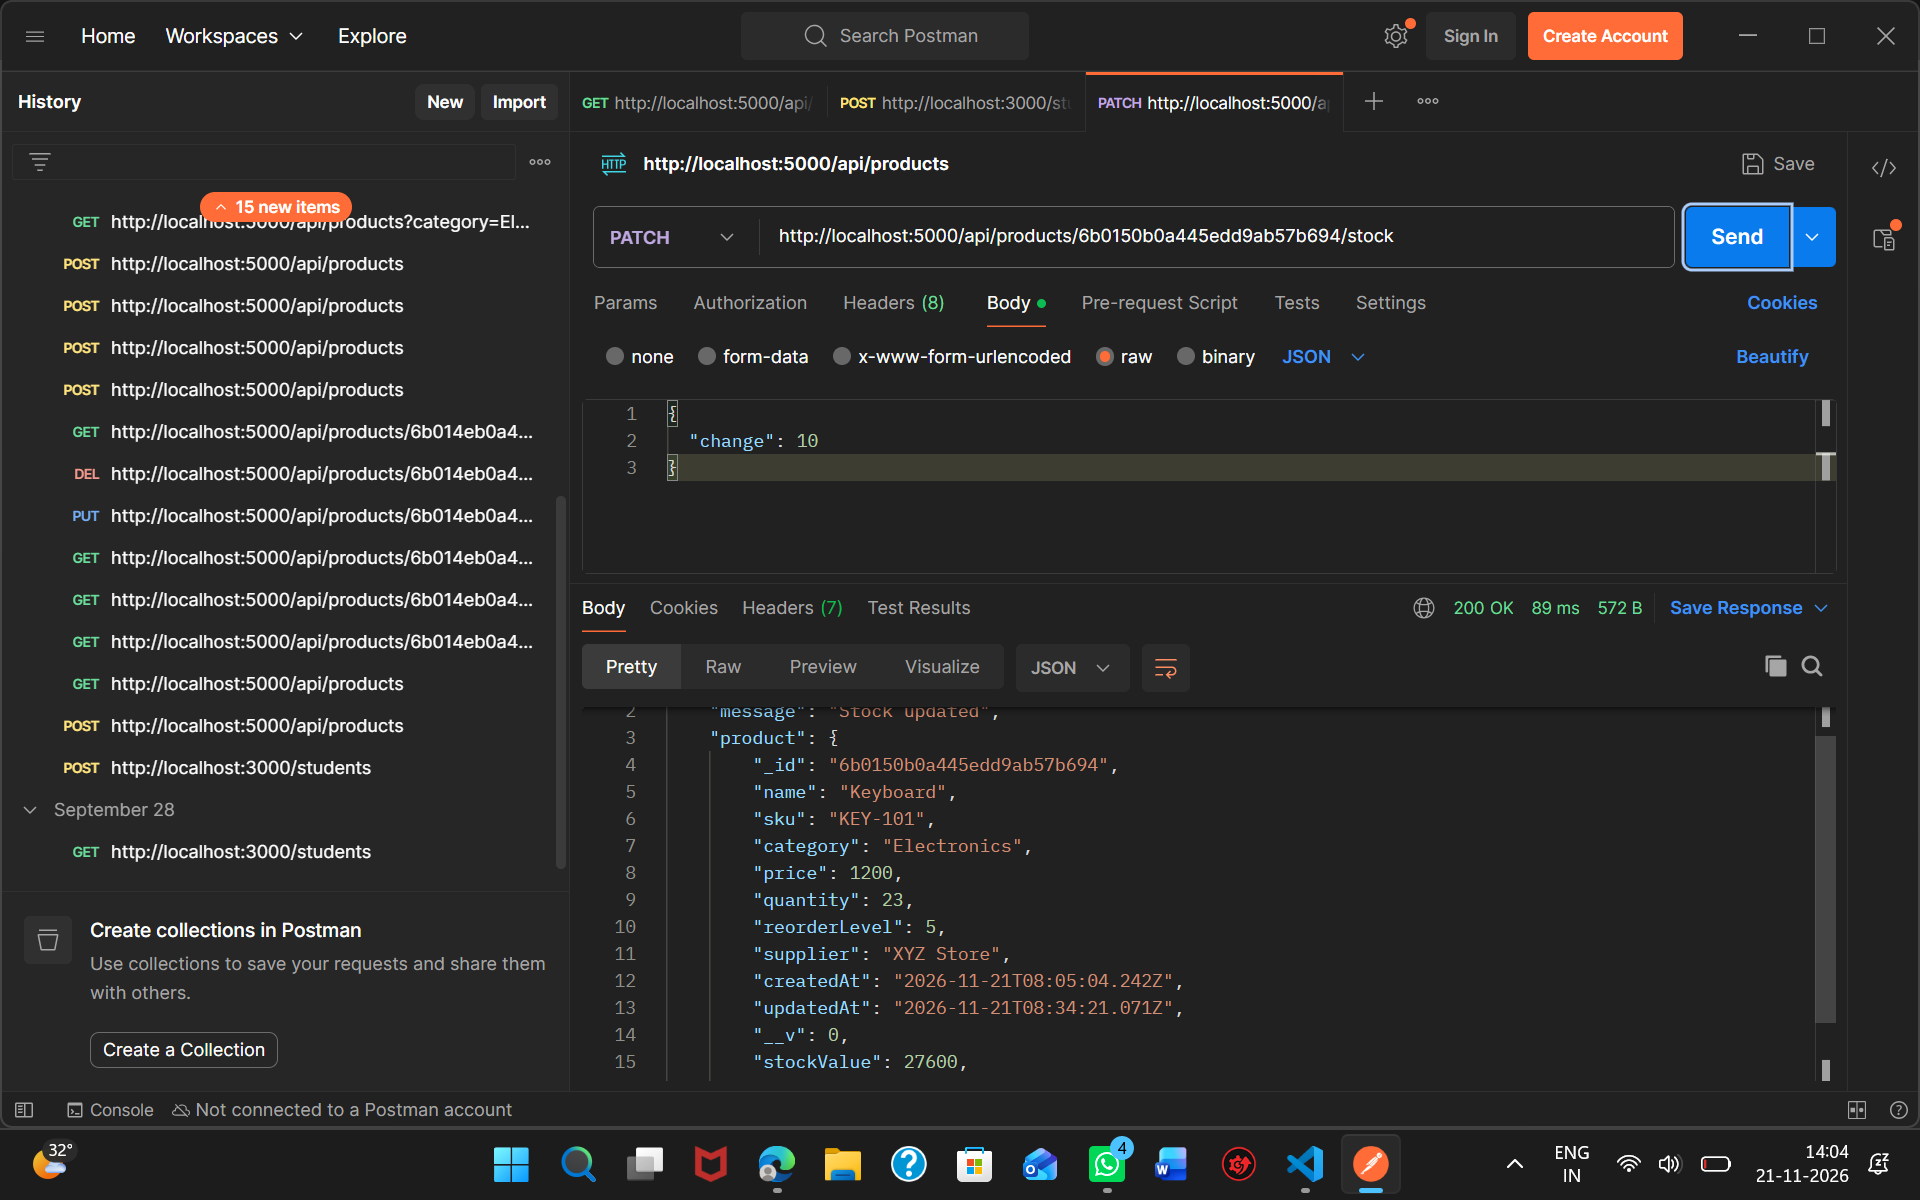 Home
Workspaces
Explore
Search Postman
Sign In
Create Account
History
New
Import
GET http://localhost:5000/api/
POST http://localhost:3000/stu
PATCH http://localhost:5000/ap
15 new items
GET http://localhost:5000/api/products?category=El...
POST http://localhost:5000/api/products
POST http://localhost:5000/api/products
POST http://localhost:5000/api/products
POST http://localhost:5000/api/products
GET http://localhost:5000/api/products/6b014eb0a4...
DEL http://localhost:5000/api/products/6b014eb0a4...
PUT http://localhost:5000/api/products/6b014eb0a4...
GET http://localhost:5000/api/products/6b014eb0a4...
GET http://localhost:5000/api/products/6b014eb0a4...
GET http://localhost:5000/api/products/6b014eb0a4...
GET http://localhost:5000/api/products
POST http://localhost:5000/api/products
POST http://localhost:3000/students
September 28
GET http://localhost:3000/students
Create collections in Postman
Use collections to save your requests and share them
with others.
Create a Collection
HTTP http://localhost:5000/api/products
Save
PATCH
http://localhost:5000/api/products/6b0150b0a445edd9ab57b694/stock
Send
Params
Authorization
Headers (8)
Body
Pre-request Script
Tests
Settings
Cookies
none
form-data
x-www-form-urlencoded
raw
binary
JSON
Beautify
1 {
2 "change": 10
3 }
Body
Cookies
Headers (7)
Test Results
200 OK
89 ms
572 B
Save Response
Pretty
Raw
Preview
Visualize
JSON
2 "message": "Stock updated",
3 "product": {
4 "_id": "6b0150b0a445edd9ab57b694",
5 "name": "Keyboard",
6 "sku": "KEY-101",
7 "category": "Electronics",
8 "price": 1200,
9 "quantity": 23,
10 "reorderLevel": 5,
11 "supplier": "XYZ Store",
12 "createdAt": "2026-11-21T08:05:04.242Z",
13 "updatedAt": "2026-11-21T08:34:21.071Z",
14 "__v": 0,
15 "stockValue": 27600,
Console
Not connected to a Postman account
32°
4
ENG
IN
14:04
21-11-2026